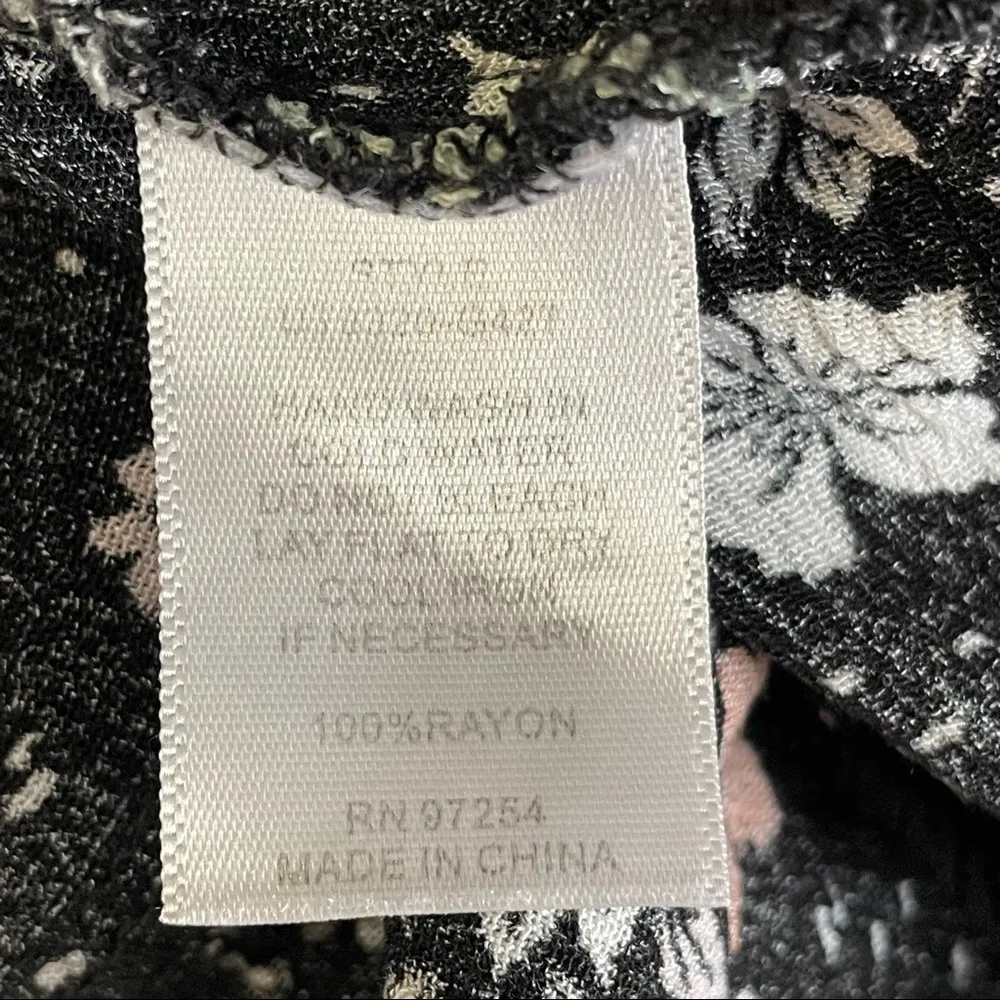 STYLE
HAND WASH IN
COLD WATER
DO NOT BLEACH
LAY FLAT TO DRY
COOL IRON
IF NECESSARY
100%RAYON
RN 97254
MADE IN CHINA